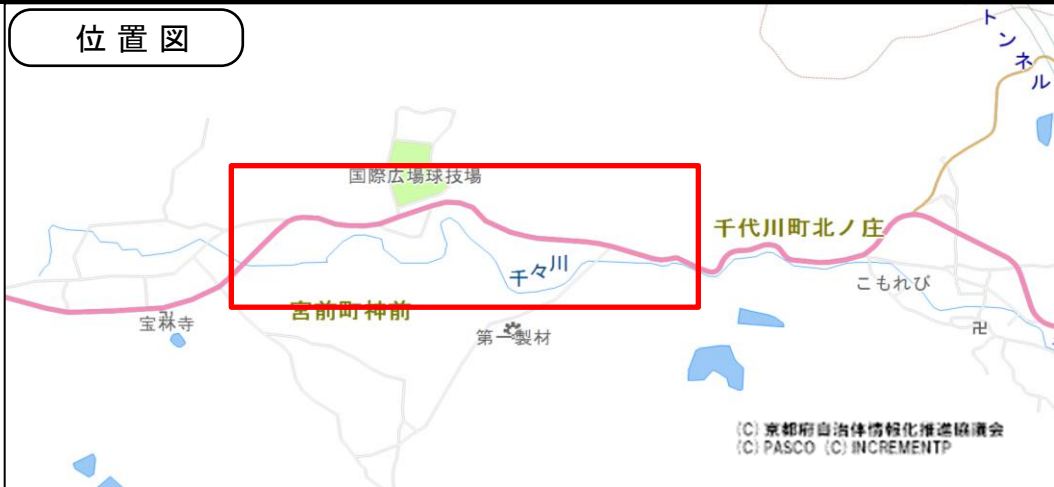 位置図
トンネル
国際広場球技場
千代川町北ノ庄
千々川
こもれび
宮前町神前
宝林寺
第一製材
(C) 京都府自治体情報化推進協議会
(C) PASCO (C) INCREMENTP